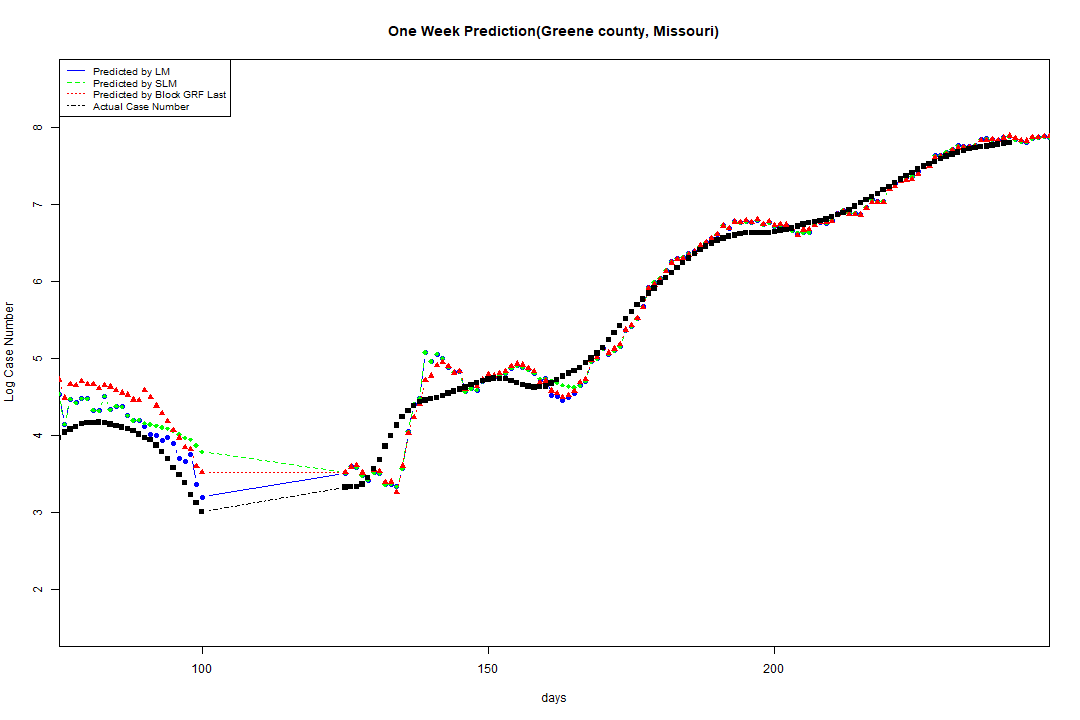 One Week Prediction(Greene county, Missouri)
Predicted by LM
Predicted by SLM
Predicted by Block GRF Last
Actual Case Number
8
7
6
5
4
3
2
Log Case Number
100 150 200
days